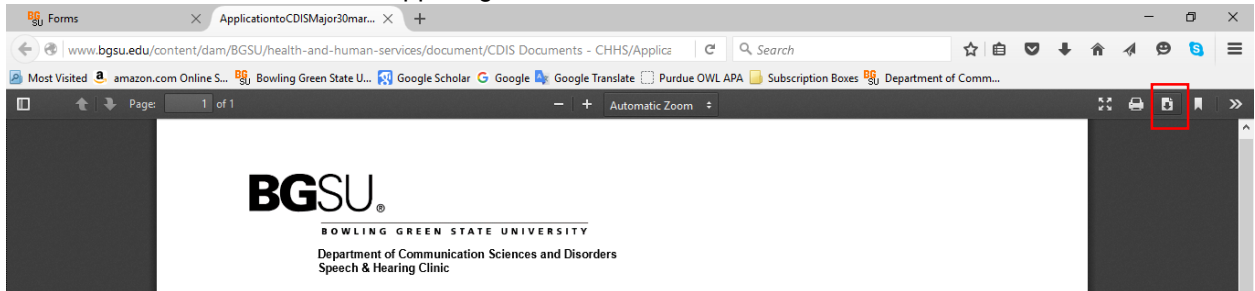 Forms ApplicationtoCDISMajor30mar...
www.bgsu.edu/content/dam/BGSU/health-and-human-services/document/CDIS Documents - CHHS/Applica Search
Most Visited amazon.com Online S... Bowling Green State U... Google Scholar Google Google Translate Purdue OWL APA Subscription Boxes Department of Comm...
Page: 1 of 1 Automatic Zoom
BGSU®
BOWLING GREEN STATE UNIVERSITY
Department of Communication Sciences and Disorders
Speech & Hearing Clinic